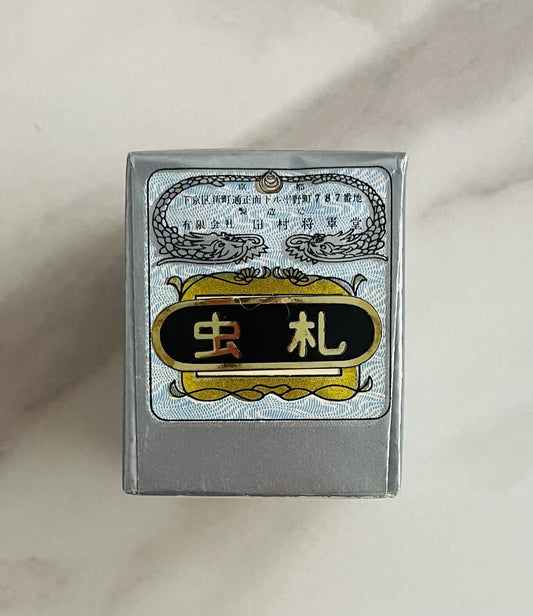 京都
下京区新町通正面下ル平野町787番地
製造元
有限会社 田村将軍堂
虫札